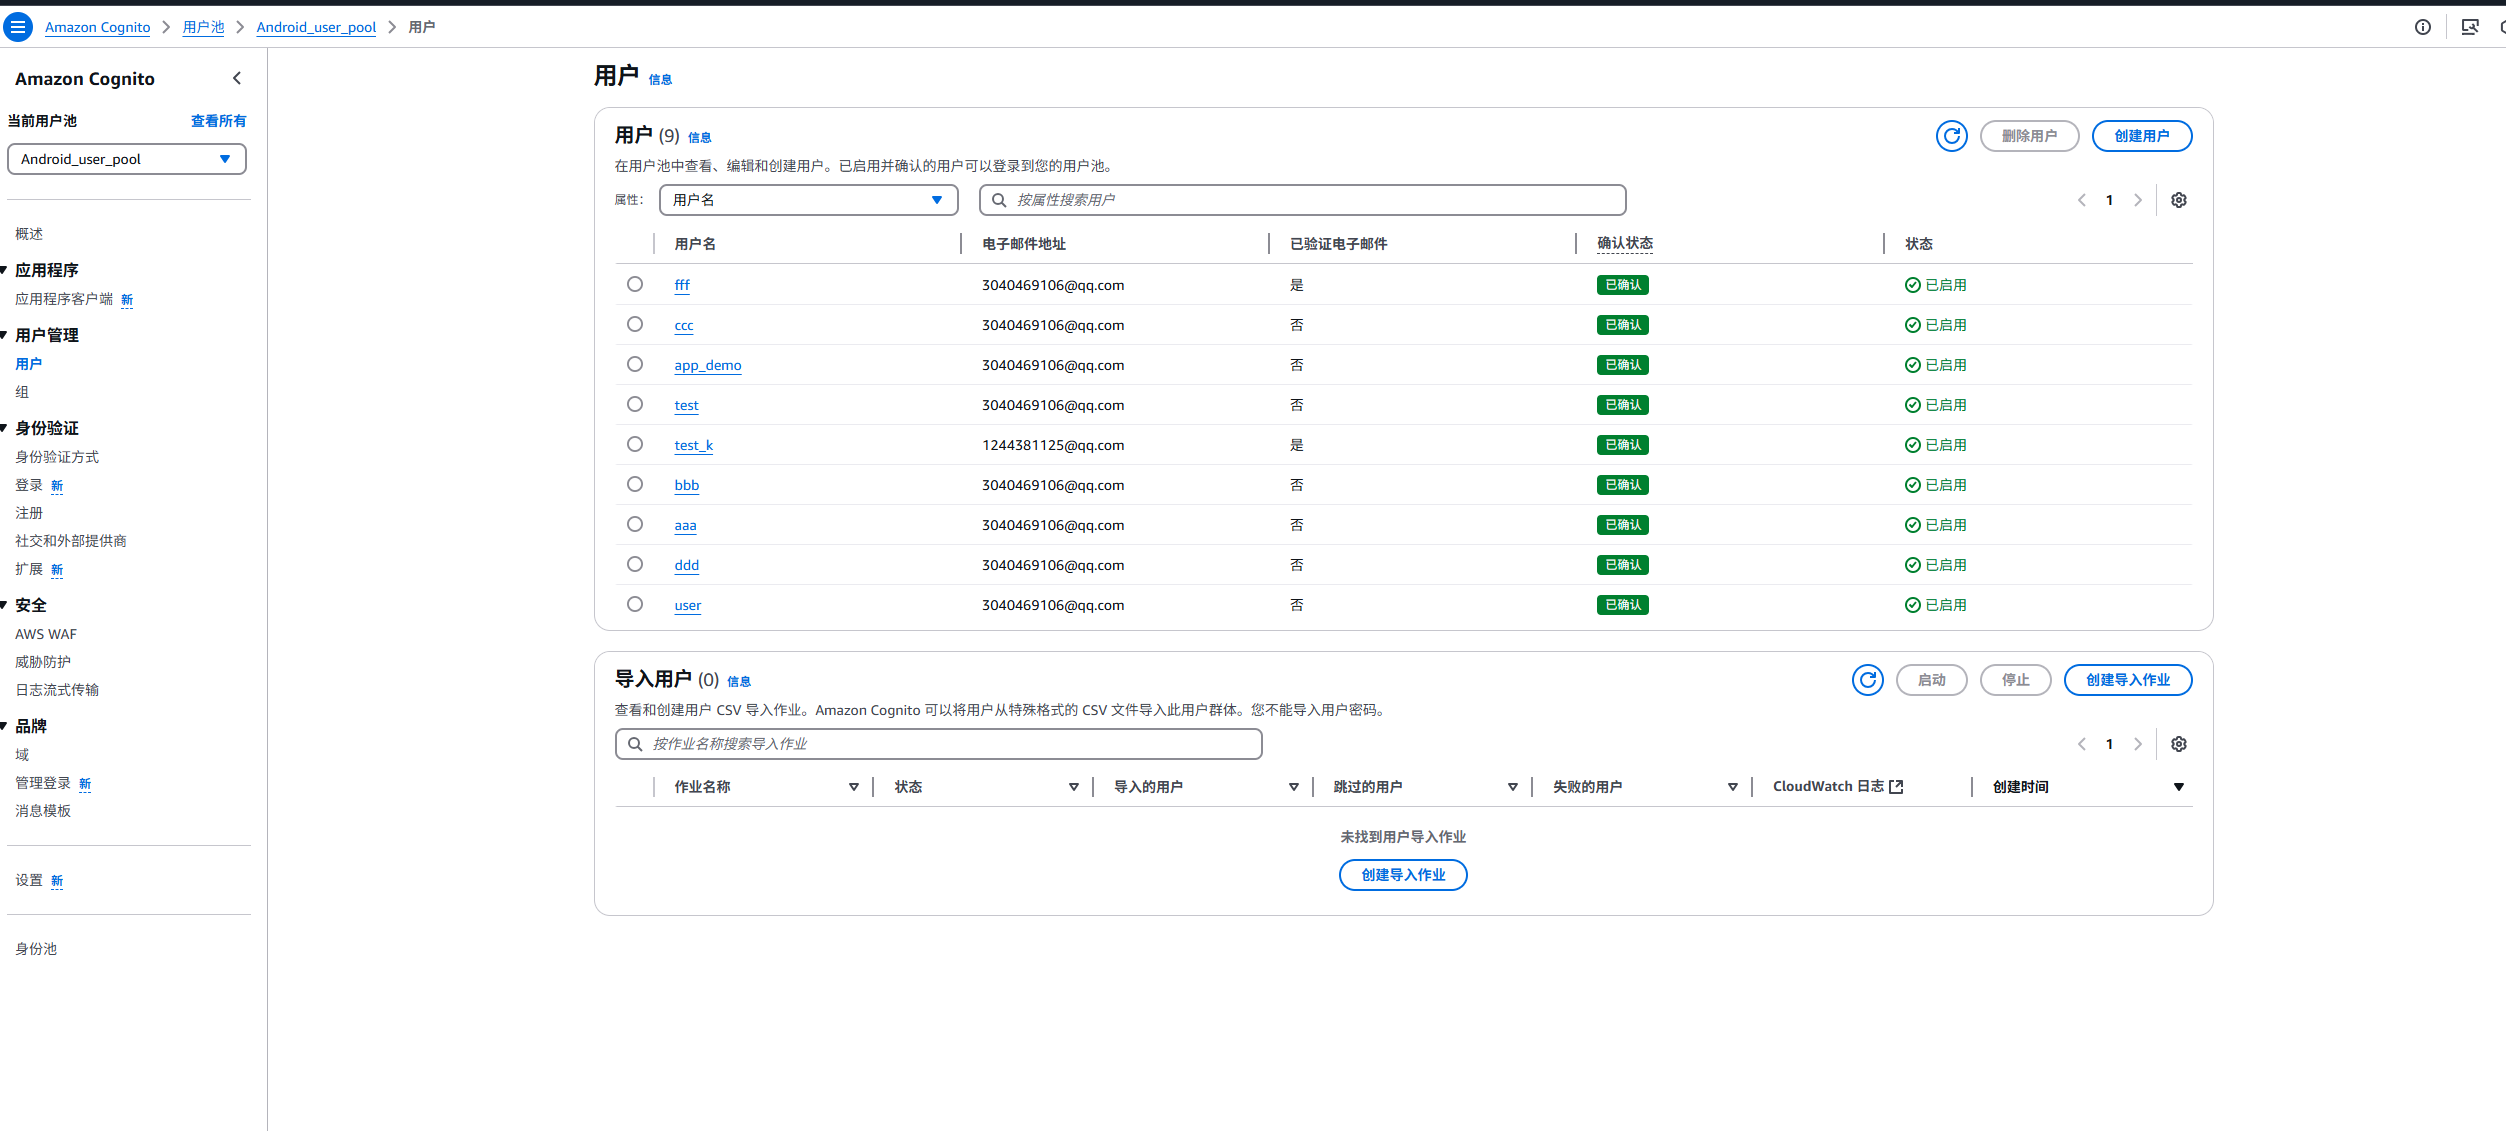 Amazon Cognito > 用户池 > Android_user_pool > 用户
Amazon Cognito
当前用户池 查看所有
Android_user_pool
概述
应用程序
应用程序客户端 新
用户管理
用户
组
身份验证
身份验证方式
登录 新
注册
社交和外部提供商
扩展 新
安全
AWS WAF
威胁防护
日志流式传输
品牌
域
管理登录 新
消息模板
设置 新
身份池
用户 信息
用户 (9) 信息 删除用户 创建用户
在用户池中查看、编辑和创建用户。已启用并确认的用户可以登录到您的用户池。
属性: 用户名 按属性搜索用户 1
用户名 电子邮件地址 已验证电子邮件 确认状态 状态
fff 3040469106@qq.com 是 已确认 已启用
ccc 3040469106@qq.com 否 已确认 已启用
app_demo 3040469106@qq.com 否 已确认 已启用
test 3040469106@qq.com 否 已确认 已启用
test_k 1244381125@qq.com 是 已确认 已启用
bbb 3040469106@qq.com 否 已确认 已启用
aaa 3040469106@qq.com 否 已确认 已启用
ddd 3040469106@qq.com 否 已确认 已启用
user 3040469106@qq.com 否 已确认 已启用
导入用户 (0) 信息 启动 停止 创建导入作业
查看和创建用户 CSV 导入作业。Amazon Cognito 可以将用户从特殊格式的 CSV 文件导入此用户群体。您不能导入用户密码。
按作业名称搜索导入作业 1
作业名称 状态 导入的用户 跳过的用户 失败的用户 CloudWatch 日志 创建时间
未找到用户导入作业
创建导入作业